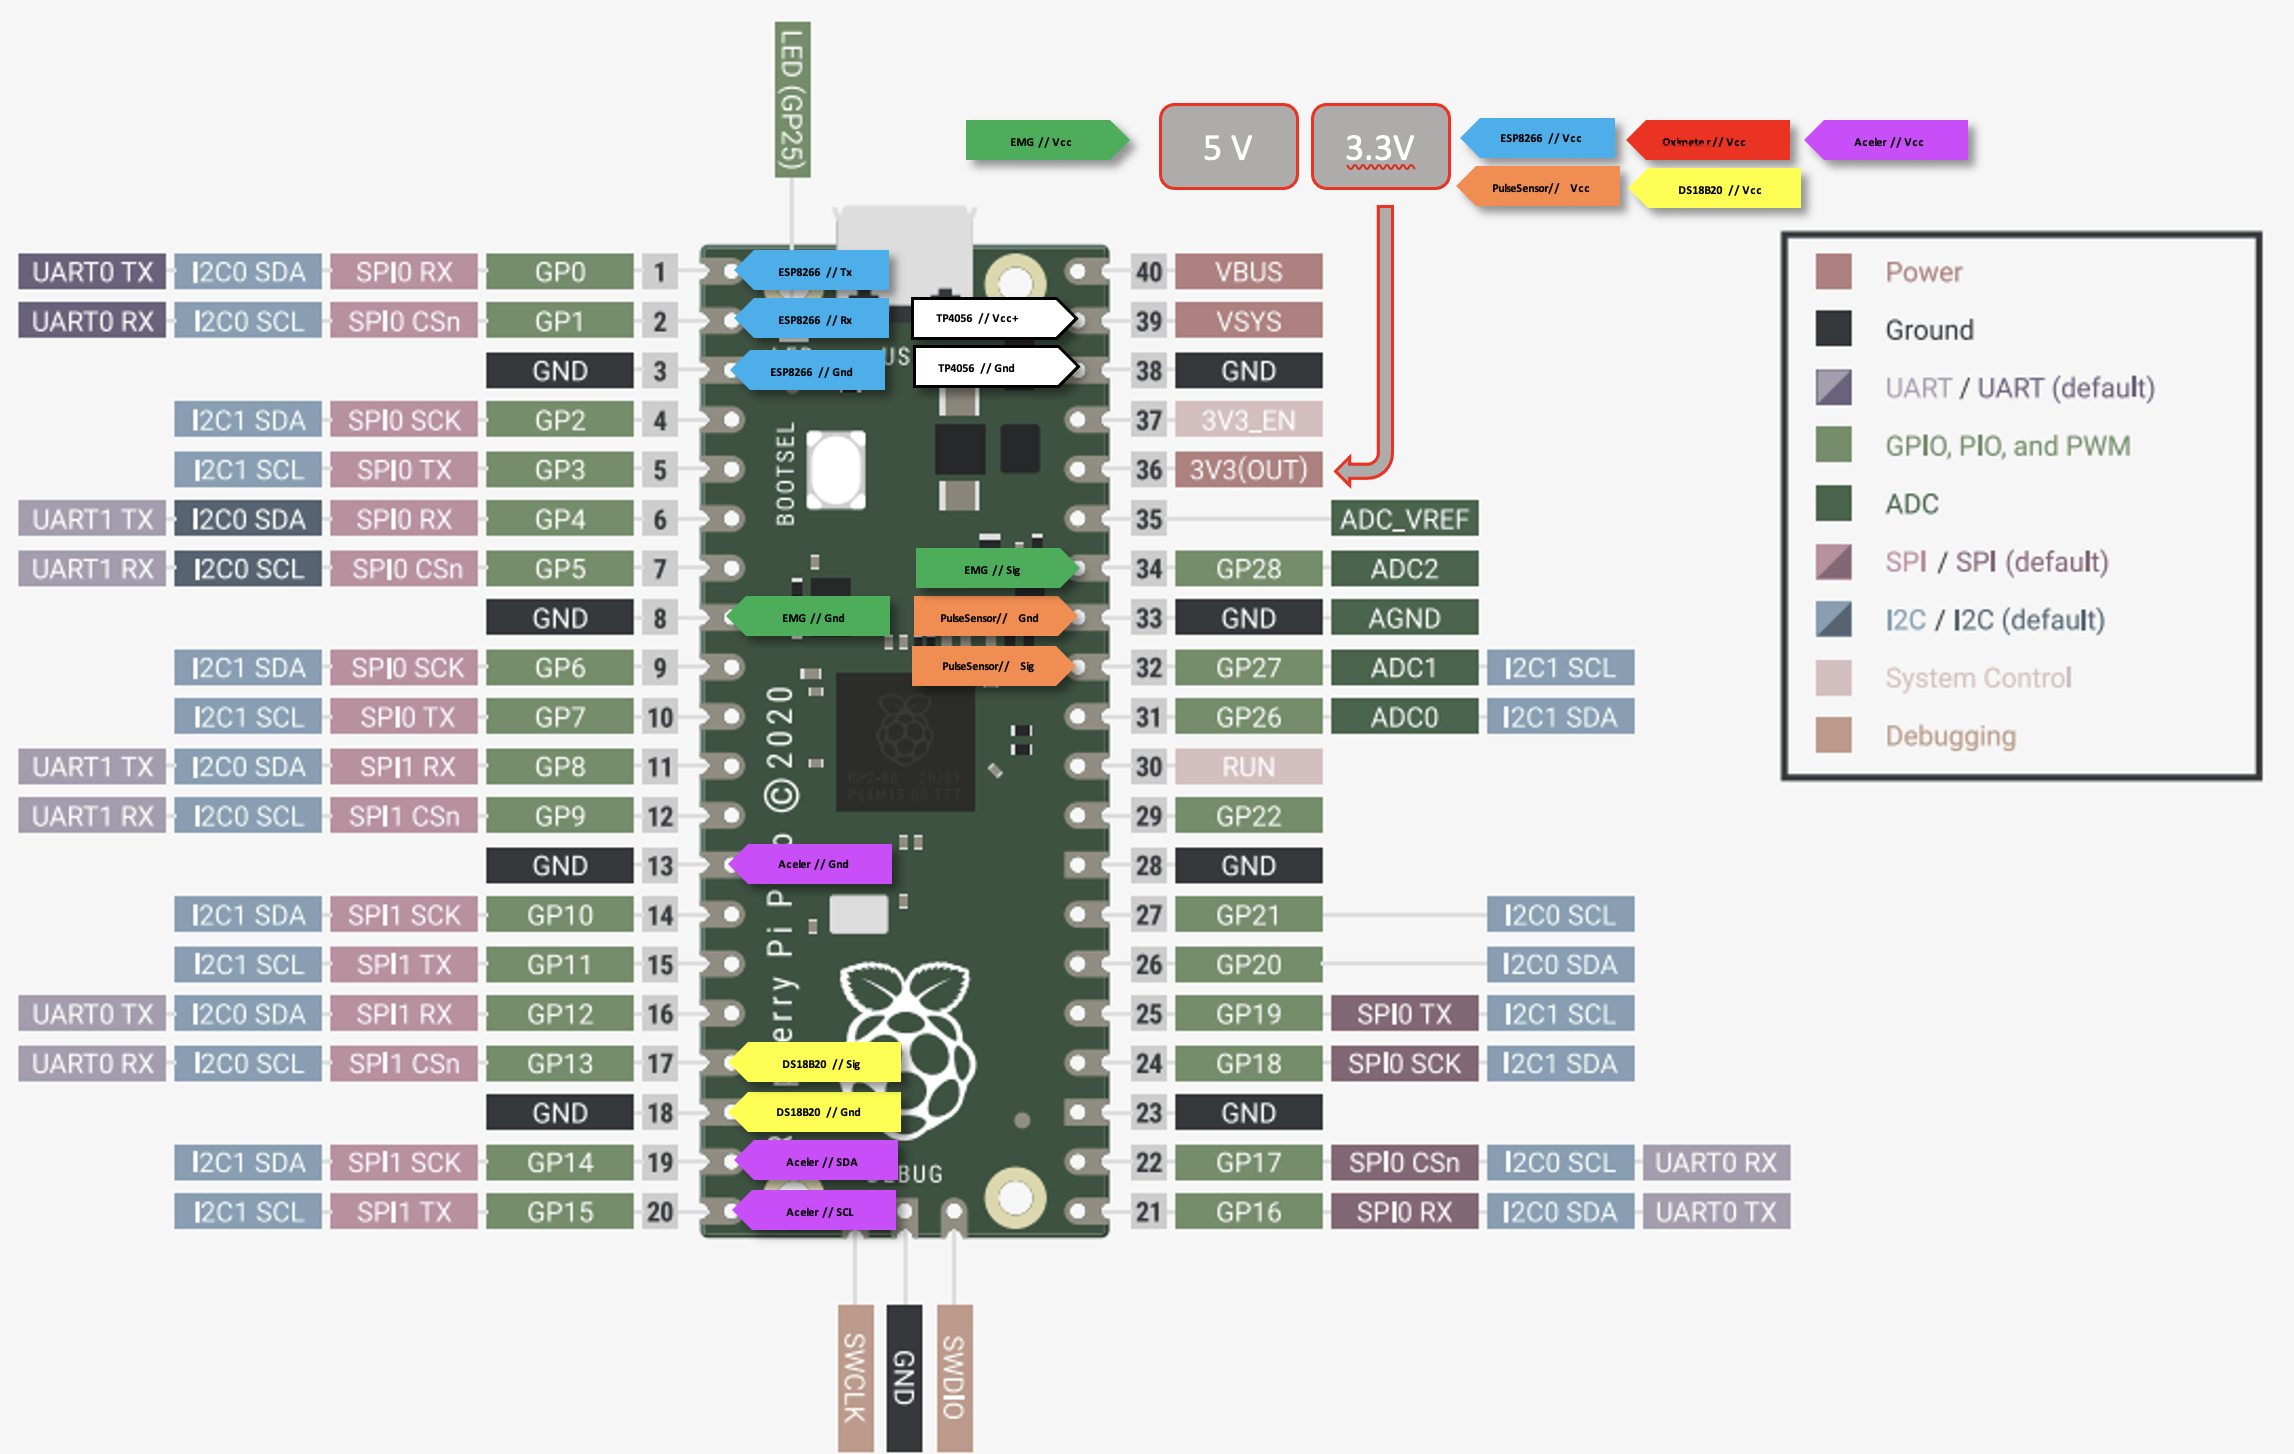 LED (GP25)
EMG // Vcc
5 V
3.3V
ESP8266 // Vcc
Oximeter // Vcc
Aceler // Vcc
PulseSensor// Vcc
DS18B20 // Vcc
UART0 TX I2C0 SDA SPI0 RX GP0 1 ESP8266 // Tx 40 VBUS
UART0 RX I2C0 SCL SPI0 CSn GP1 2 ESP8266 // Rx TP4056 // Vcc+ 39 VSYS
GND 3 ESP8266 // Gnd TP4056 // Gnd 38 GND
I2C1 SDA SPI0 SCK GP2 4 37 3V3_EN
I2C1 SCL SPI0 TX GP3 5 36 3V3(OUT)
UART1 TX I2C0 SDA SPI0 RX GP4 6 35 ADC_VREF
UART1 RX I2C0 SCL SPI0 CSn GP5 7 EMG // Sig 34 GP28 ADC2
GND 8 EMG // Gnd PulseSensor// Gnd 33 GND AGND
I2C1 SDA SPI0 SCK GP6 9 PulseSensor// Sig 32 GP27 ADC1 I2C1 SCL
I2C1 SCL SPI0 TX GP7 10 31 GP26 ADC0 I2C1 SDA
UART1 TX I2C0 SDA SPI1 RX GP8 11 30 RUN
UART1 RX I2C0 SCL SPI1 CSn GP9 12 29 GP22
GND 13 Aceler // Gnd 28 GND
I2C1 SDA SPI1 SCK GP10 14 27 GP21 I2C0 SCL
I2C1 SCL SPI1 TX GP11 15 26 GP20 I2C0 SDA
UART0 TX I2C0 SDA SPI1 RX GP12 16 25 GP19 SPI0 TX I2C1 SCL
UART0 RX I2C0 SCL SPI1 CSn GP13 17 DS18B20 // Sig 24 GP18 SPI0 SCK I2C1 SDA
GND 18 DS18B20 // Gnd 23 GND
I2C1 SDA SPI1 SCK GP14 19 Aceler // SDA 22 GP17 SPI0 CSn I2C0 SCL UART0 RX
I2C1 SCL SPI1 TX GP15 20 Aceler // SCL 21 GP16 SPI0 RX I2C0 SDA UART0 TX
BOOTSEL
©2020
Pi
SWCLK
GND
SWDIO
Power
Ground
UART / UART (default)
GPIO, PIO, and PWM
ADC
SPI / SPI (default)
I2C / I2C (default)
System Control
Debugging